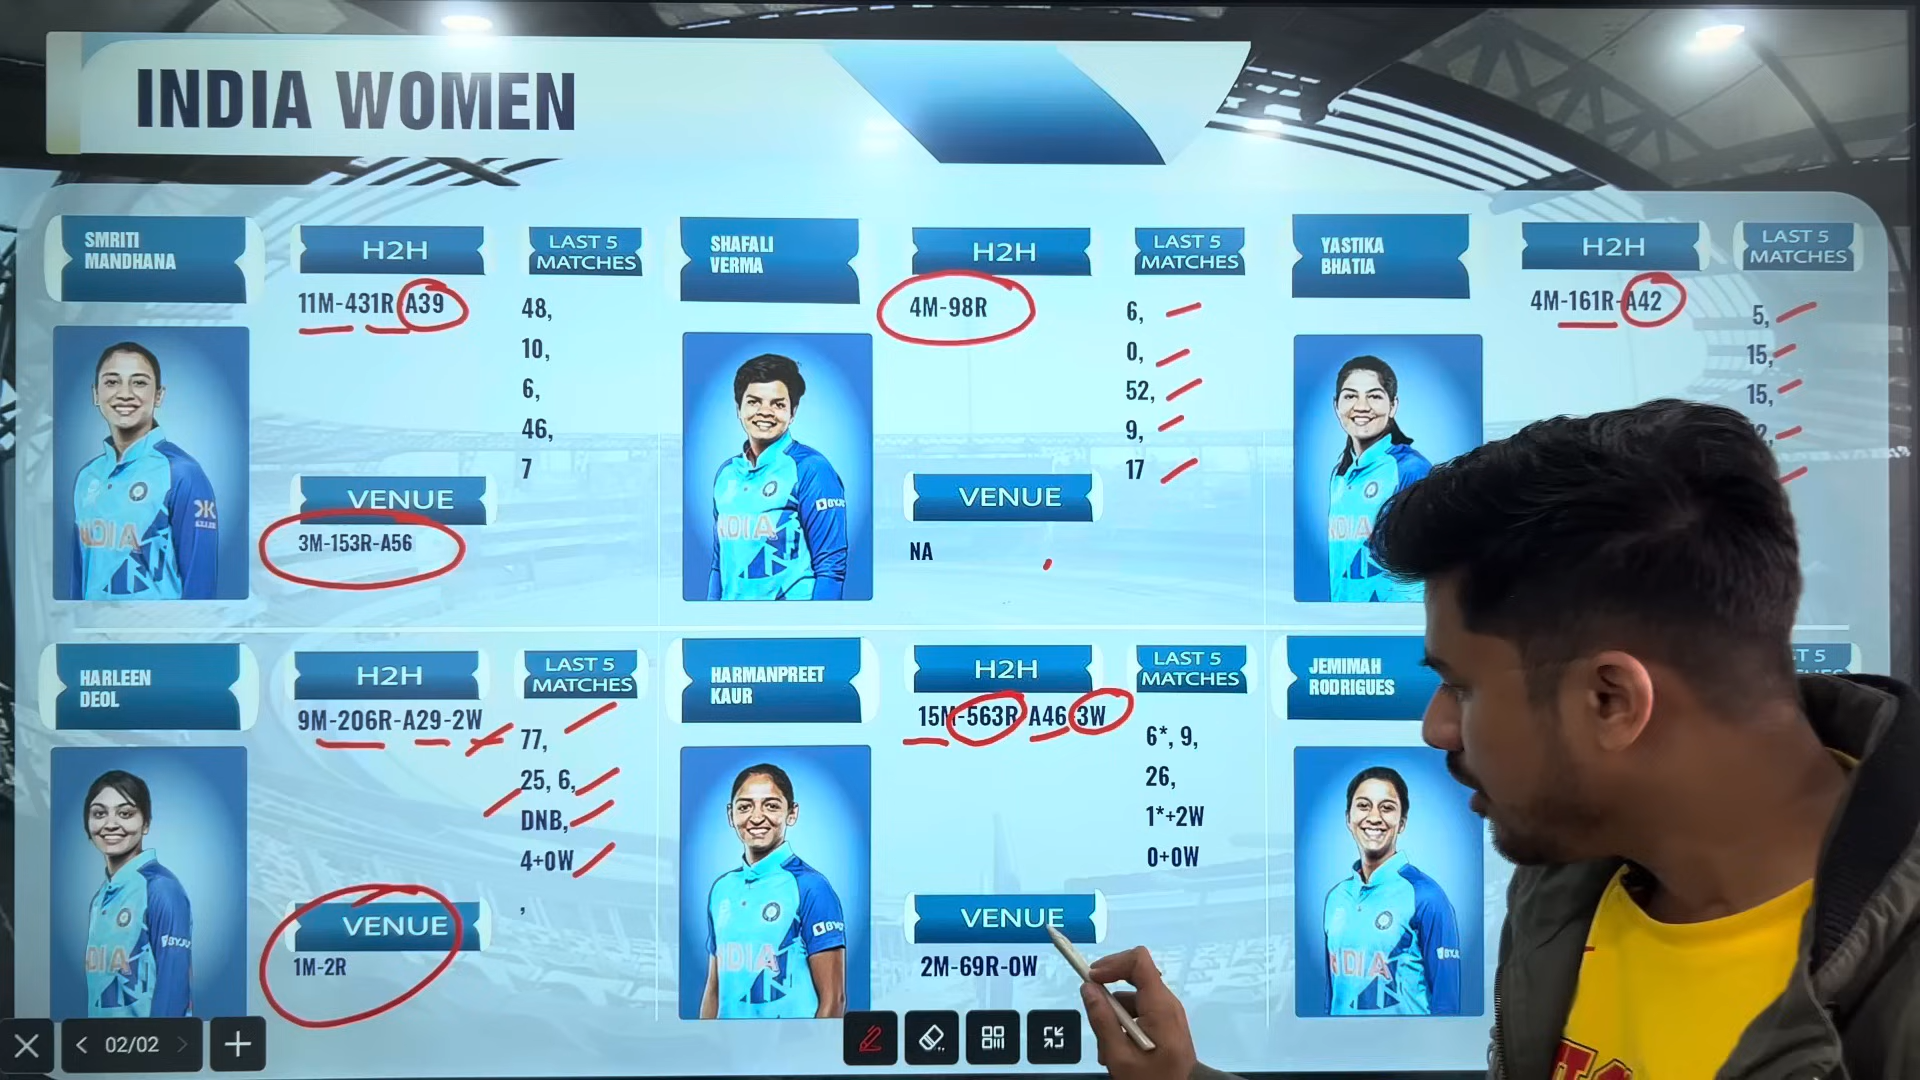 INDIA WOMEN
SMRITI
MANDHANA
H2H
11M-431R-A39
LAST 5
MATCHES
48,
10,
6,
46,
7
VENUE
3M-153R-A56
SHAFALI
VERMA
H2H
4M-98R
LAST 5
MATCHES
6,
0,
52,
9,
17
VENUE
NA
YASTIKA
BHATIA
H2H
4M-161R-A42
LAST 5
MATCHES
5,
15,
15,
HARLEEN
DEOL
H2H
9M-206R-A29-2W
LAST 5
MATCHES
77,
25, 6,
DNB,
4+0W
,
VENUE
1M-2R
HARMANPREET
KAUR
H2H
15M-563R-A46-3W
LAST 5
MATCHES
6*, 9,
26,
1*+2W
0+0W
VENUE
2M-69R-0W
JEMIMAH
RODRIGUES
02/02